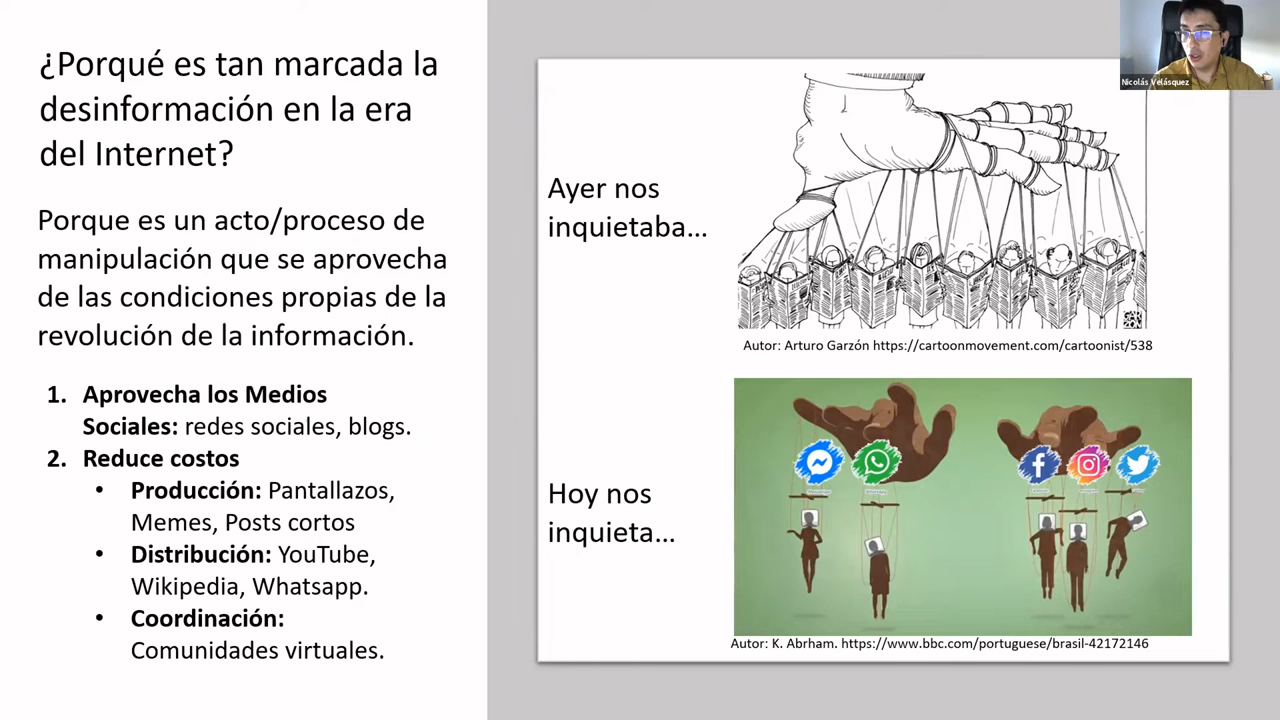 ¿Porqué es tan marcada la
desinformación en la era
del Internet?
Porque es un acto/proceso de
manipulación que se aprovecha
de las condiciones propias de la
revolución de la información.
1. Aprovecha los Medios
Sociales: redes sociales, blogs.
2. Reduce costos
• Producción: Pantallazos,
Memes, Posts cortos
• Distribución: YouTube,
Wikipedia, Whatsapp.
• Coordinación:
Comunidades virtuales.
Ayer nos
inquietaba...
Autor: Arturo Garzón https://cartoonmovement.com/cartoonist/538
Hoy nos
inquieta...
Autor: K. Abrham. https://www.bbc.com/portuguese/brasil-42172146
Nicolás Velásquez